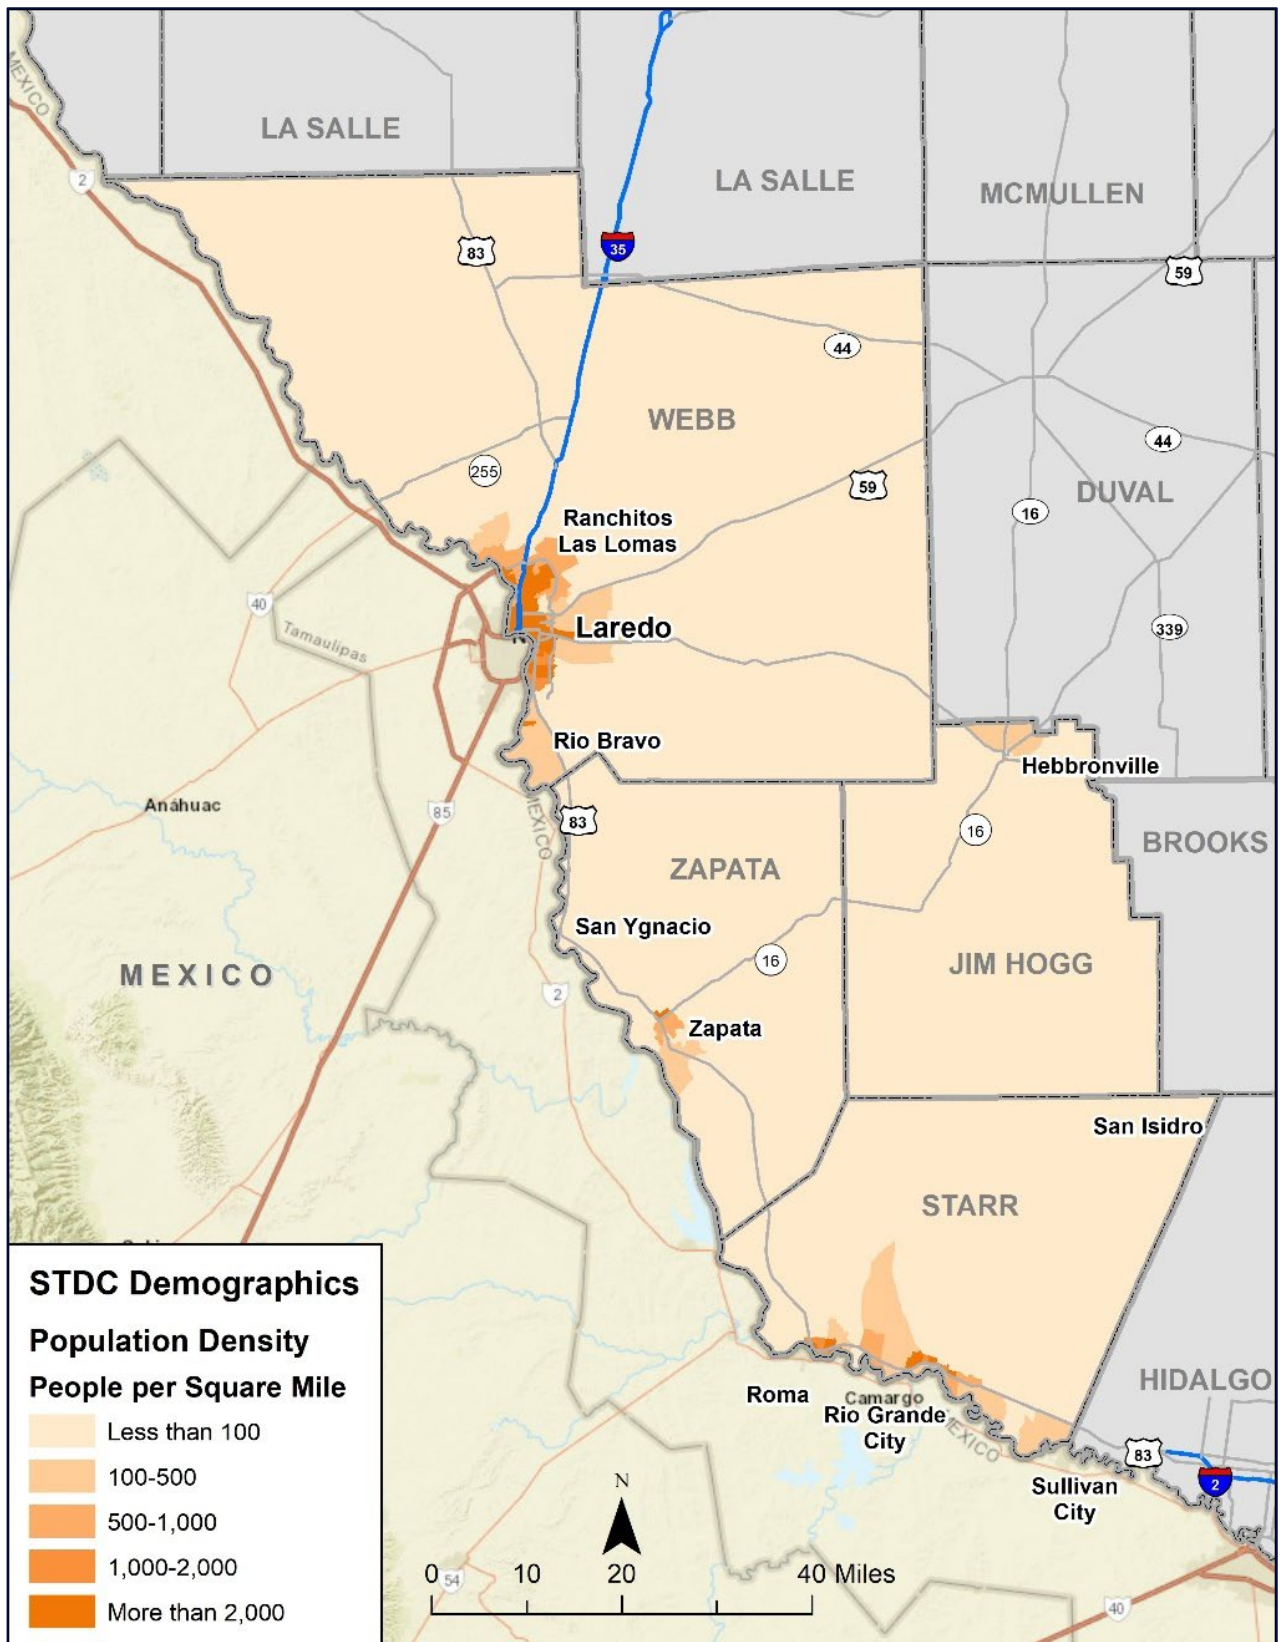 MEXICO
LA SALLE
LA SALLE
MCMULLEN
2
83
35
59
44
WEBB
44
255
59
DUVAL
16
Ranchitos
Las Lomas
40
Tamaulipas
339
Laredo
N
Rio Bravo
Hebbronville
Anáhuac
85
MEXICO
83
16
BROOKS
ZAPATA
San Ygnacio
16
JIM HOGG
MEXICO
2
Zapata
San Isidro
STARR
STDC Demographics
Population Density
People per Square Mile
Less than 100
100-500
500-1,000
1,000-2,000
More than 2,000
HIDALGO
Roma
Camargo
Rio Grande
City
MEXICO
83
2
Sullivan
City
N
0 10 20 40 Miles
54
40